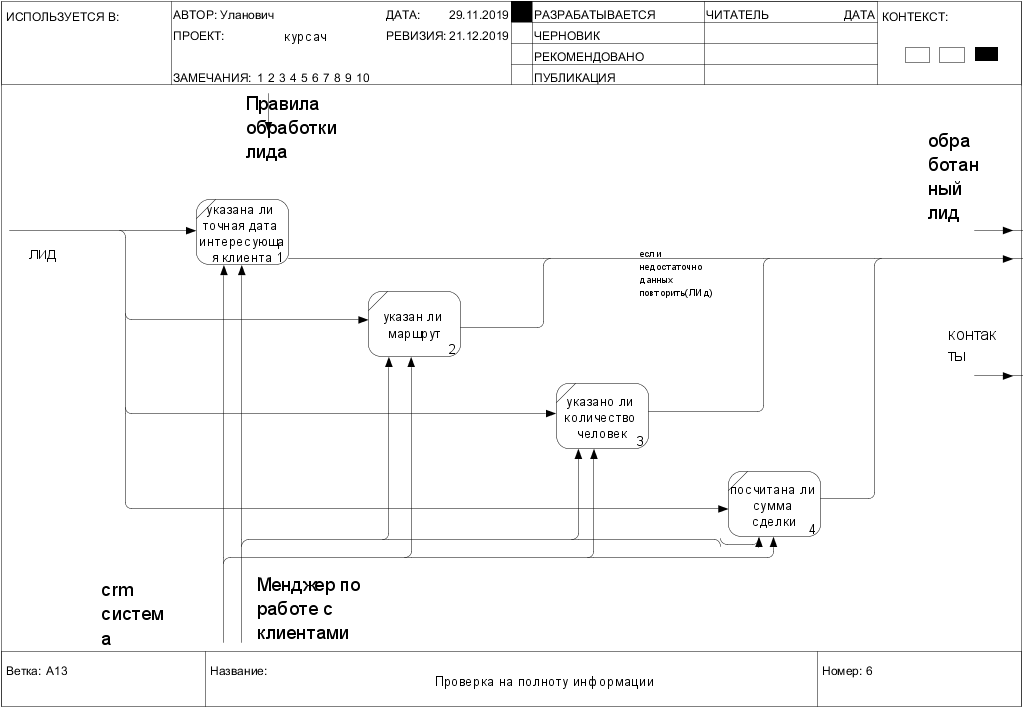 ИСПОЛЬЗУЕТСЯ В:
АВТОР: Уланович
ДАТА: 29.11.2019
РАЗРАБАТЫВАЕТСЯ
ЧИТАТЕЛЬ
ДАТА
КОНТЕКСТ:
ПРОЕКТ: курсач
РЕВИЗИЯ: 21.12.2019
ЧЕРНОВИК
РЕКОМЕНДОВАНО
ЗАМЕЧАНИЯ: 1 2 3 4 5 6 7 8 9 10
ПУБЛИКАЦИЯ
Правила
обработки
лида
обра
ботан
ный
лид
указана ли
точная дата
интересующа
я клиента 1
ЛИД
если
недостаточно
данных
повторить(ЛИд)
указан ли
маршрут
2
контак
ты
указано ли
количество
человек 3
посчитана ли
сумма
сделки 4
crm
систем
а
Менджер по
работе с
клиентами
Ветка: A13
Название:
Проверка на полноту информации
Номер: 6